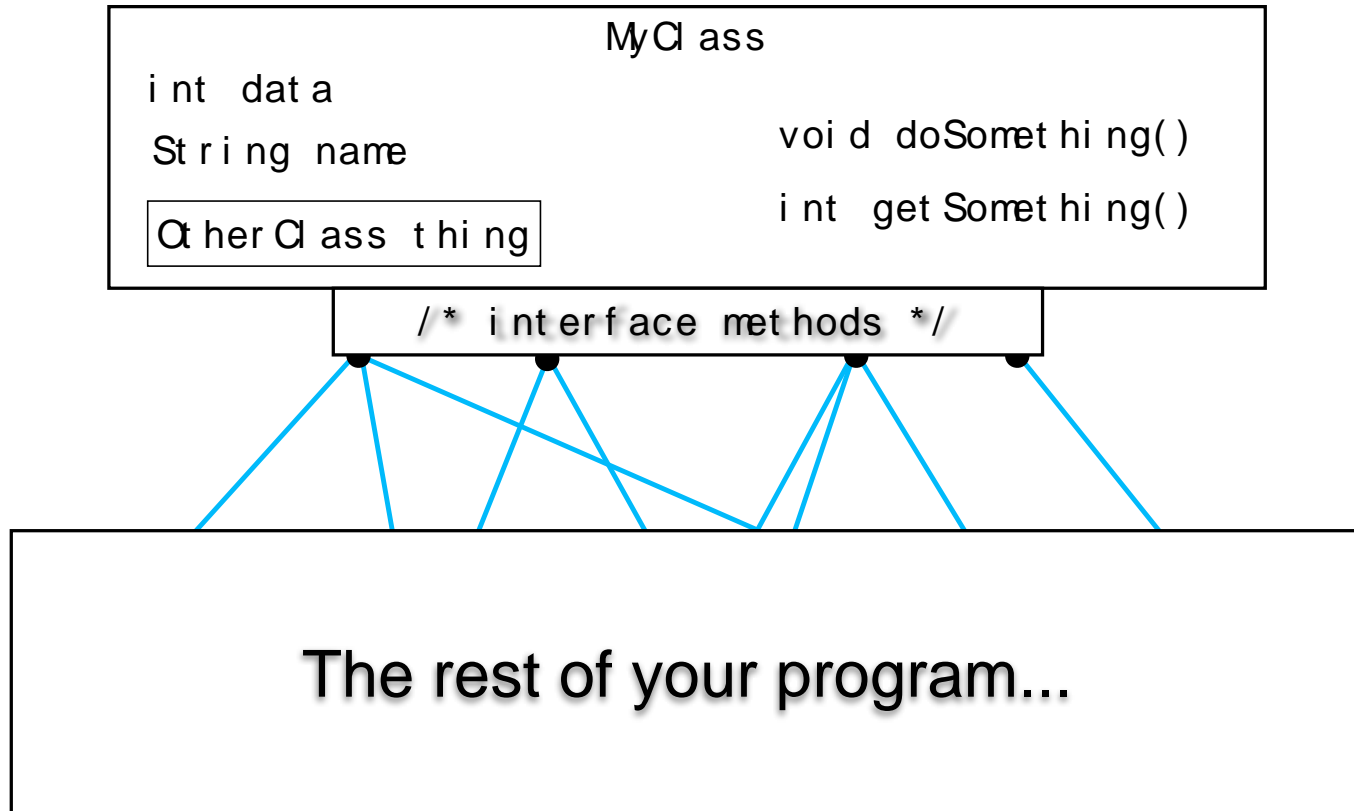 MyClass
int data
String name
OtherClass thing
void doSomething()
int getSomething()
/* interface methods */
The rest of your program...